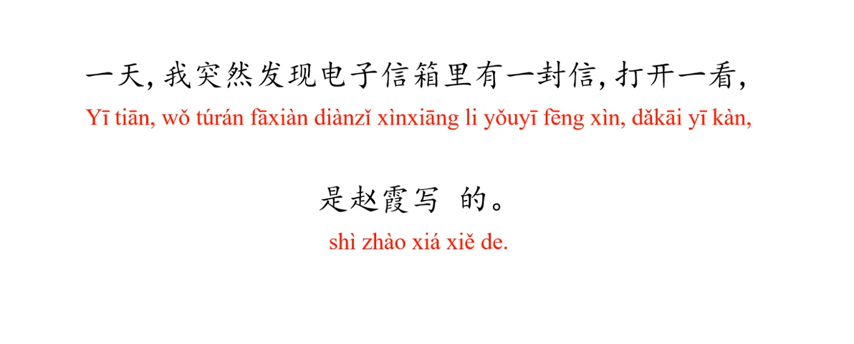 一天,我突然发现电子信箱里有一封信,打开一看,
Yī tiān, wǒ túrán fāxiàn diànzǐ xìnxiāng li yǒuyī fēng xìn, dǎkāi yī kàn,
是赵霞写 的。
shì zhào xiá xiě de.